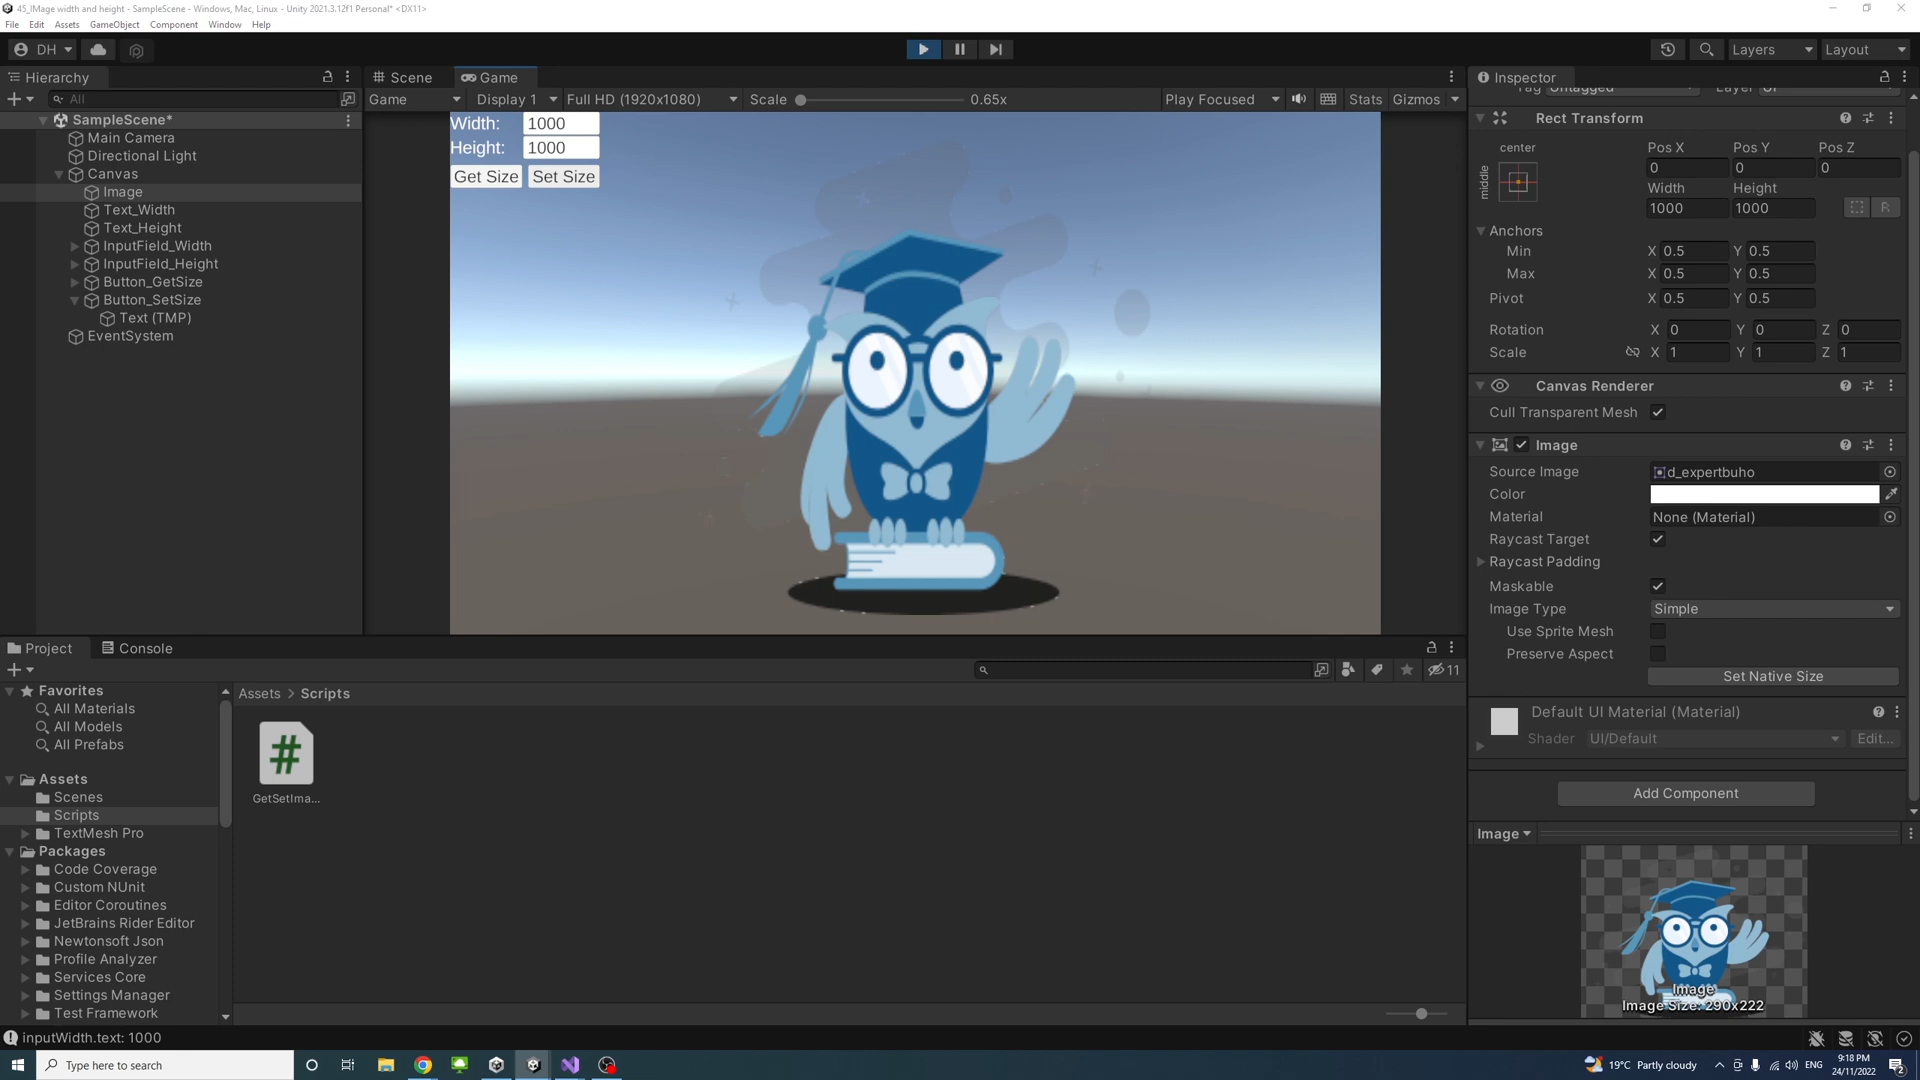 45_IMage width and height - SampleScene - Windows, Mac, Linux - Unity 2021.3.12f1 Personal* <DX11>
File Edit Assets GameObject Component Window Help
DH Layers Layout
Hierarchy
All
SampleScene*
Main Camera
Directional Light
Canvas
Image
Text_Width
Text_Height
InputField_Width
InputField_Height
Button_GetSize
Button_SetSize
Text (TMP)
EventSystem
Scene Game
Game Display 1 Full HD (1920x1080) Scale 0.65x Play Focused Stats Gizmos
Width: 1000
Height: 1000
Get Size Set Size
Inspector
Rect Transform
center
middle
Pos X Pos Y Pos Z
0 0 0
Width Height
1000 1000 R
Anchors
Min X 0.5 Y 0.5
Max X 0.5 Y 0.5
Pivot X 0.5 Y 0.5
Rotation X 0 Y 0 Z 0
Scale X 1 Y 1 Z 1
Canvas Renderer
Cull Transparent Mesh
Image
Source Image d_expertbuho
Color
Material None (Material)
Raycast Target
Raycast Padding
Maskable
Image Type Simple
Use Sprite Mesh
Preserve Aspect
Set Native Size
Default UI Material (Material)
Shader UI/Default Edit...
Add Component
Image
Image
Image Size: 290x222
Project Console
11
Favorites
All Materials
All Models
All Prefabs
Assets
Scenes
Scripts
TextMesh Pro
Packages
Code Coverage
Custom NUnit
Editor Coroutines
JetBrains Rider Editor
Newtonsoft Json
Profile Analyzer
Services Core
Settings Manager
Test Framework
Assets > Scripts
#
GetSetIma...
inputWidth.text: 1000
Type here to search
19°C Partly cloudy
ENG
9:18 PM
24/11/2022
2